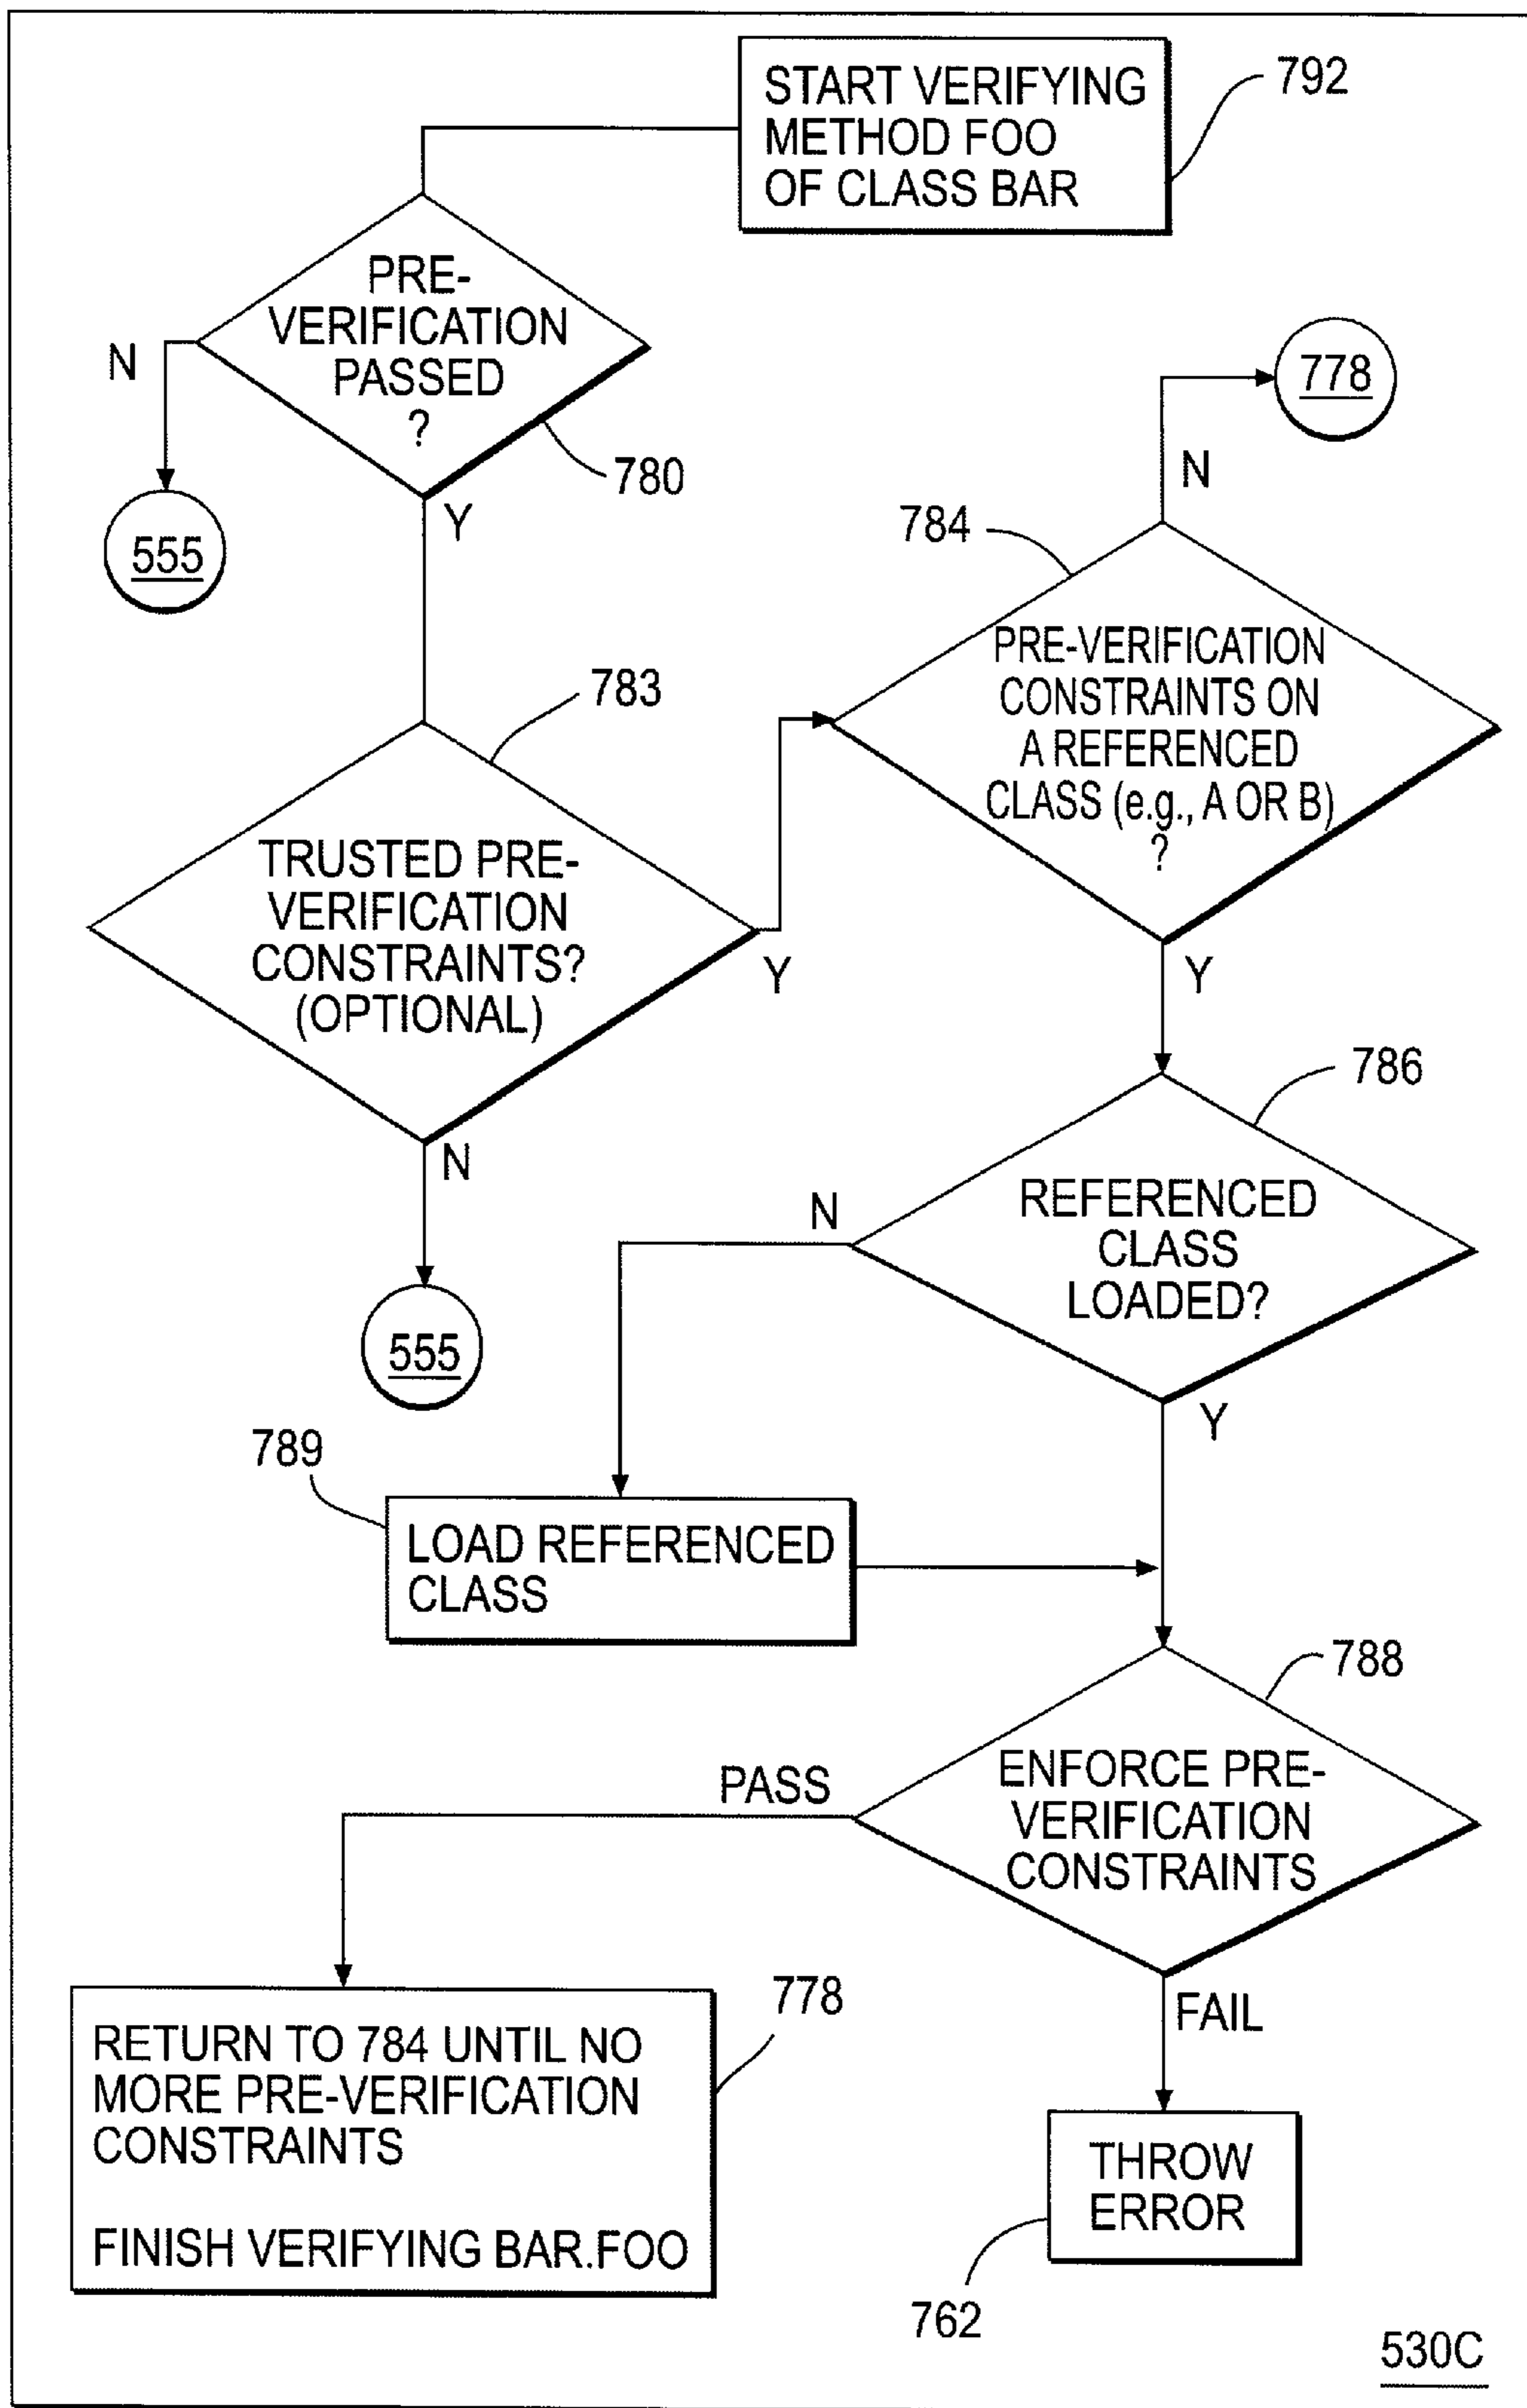 START VERIFYING
METHOD FOO
OF CLASS BAR
792
PRE-
VERIFICATION
PASSED
?
N
780
Y
555
778
N
784
PRE-VERIFICATION
CONSTRAINTS ON
A REFERENCED
CLASS (e.g., A OR B)
?
783
TRUSTED PRE-
VERIFICATION
CONSTRAINTS?
(OPTIONAL)
Y
Y
N
555
786
REFERENCED
CLASS
LOADED?
N
Y
789
LOAD REFERENCED
CLASS
788
ENFORCE PRE-
VERIFICATION
CONSTRAINTS
PASS
FAIL
778
RETURN TO 784 UNTIL NO
MORE PRE-VERIFICATION
CONSTRAINTS
FINISH VERIFYING BAR.FOO
THROW
ERROR
762
530C